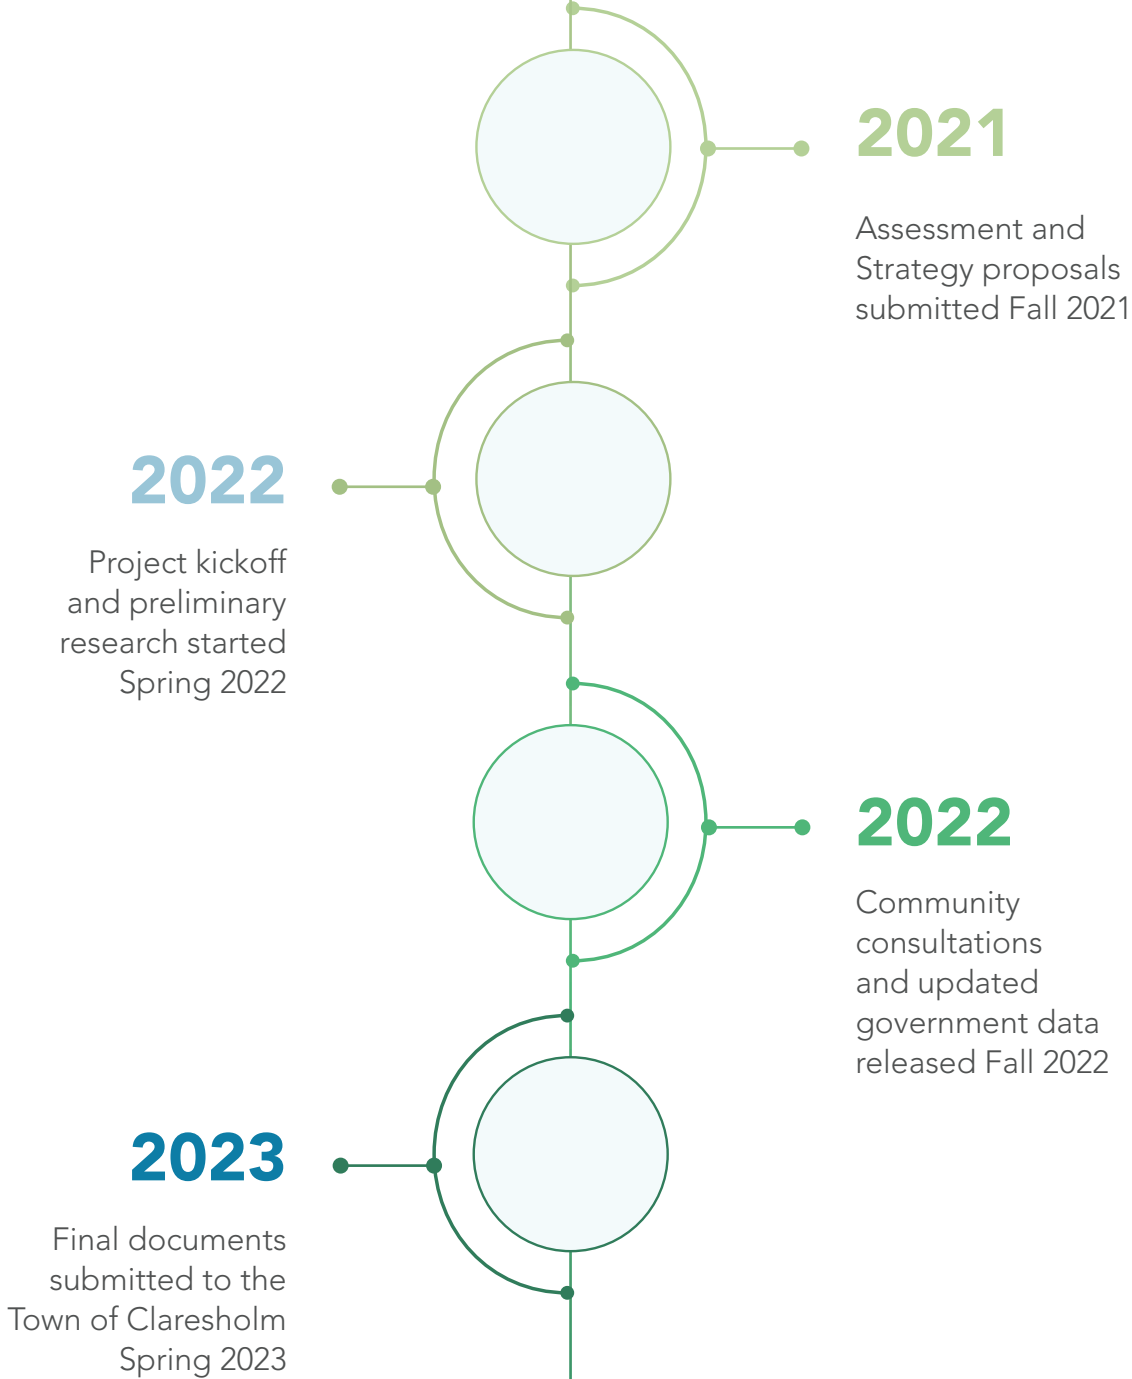 2021
Assessment and
Strategy proposals
submitted Fall 2021
2022
Project kickoff
and preliminary
research started
Spring 2022
2022
Community
consultations
and updated
government data
released Fall 2022
2023
Final documents
submitted to the
Town of Claresholm
Spring 2023